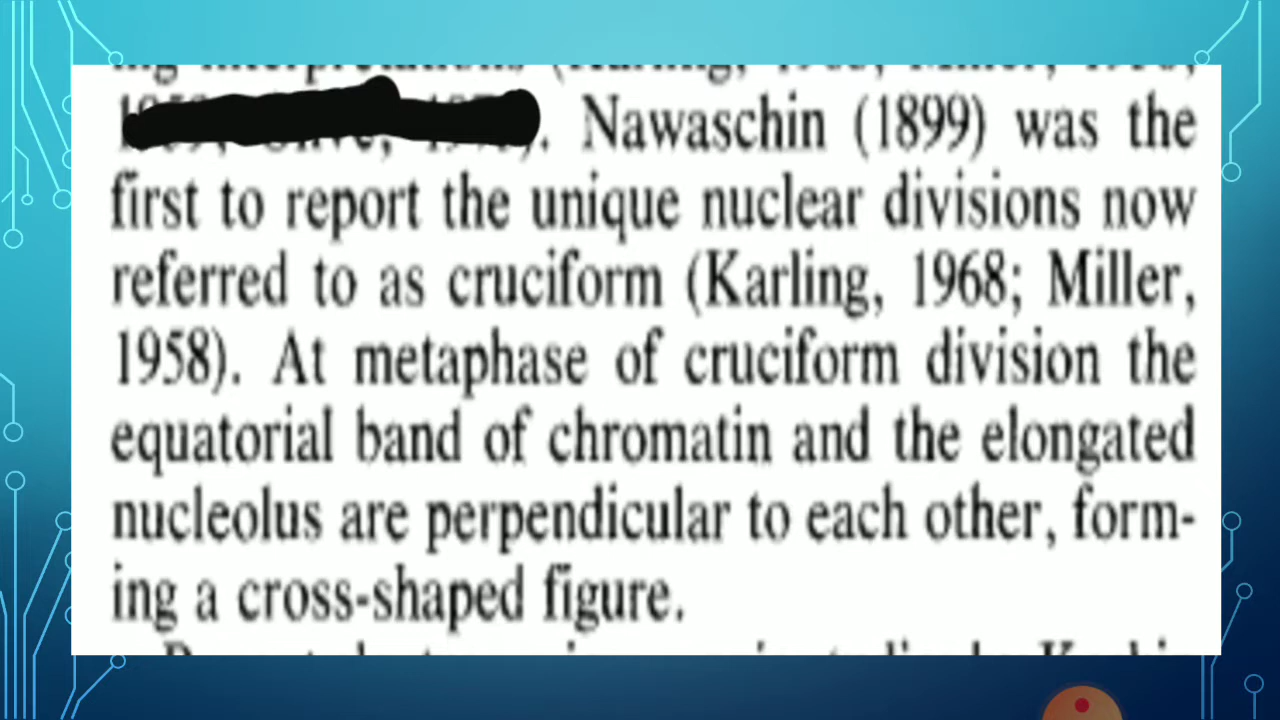 . Nawaschin (1899) was the
first to report the unique nuclear divisions now
referred to as cruciform (Karling, 1968; Miller,
1958). At metaphase of cruciform division the
equatorial band of chromatin and the elongated
nucleolus are perpendicular to each other, form-
ing a cross-shaped figure.